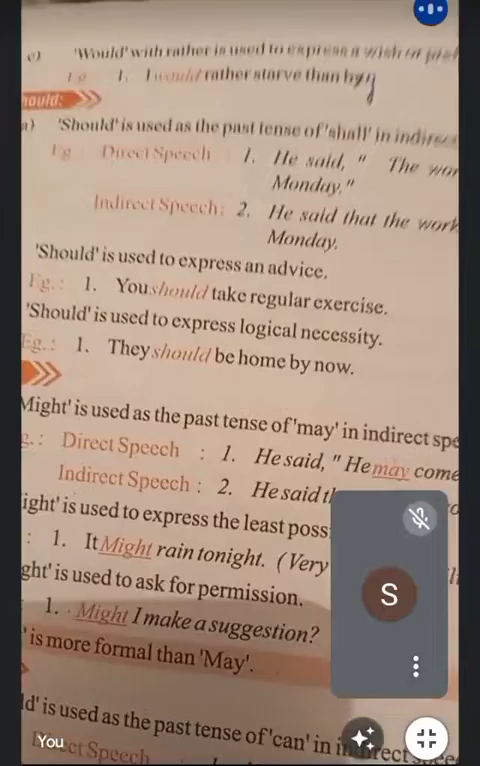 c) 'Would' with rather is used to express a wish or
Eg 1. I would rather starve than beg
ould:
a) 'Should' is used as the past tense of 'shall' in indirect
Eg : Direct Speech : 1. He said, " The wor
Monday."
Indirect Speech: 2. He said that the work
Monday.
'Should' is used to express an advice.
Eg.: 1. You should take regular exercise.
'Should' is used to express logical necessity.
Eg.: 1. They should be home by now.
Might' is used as the past tense of 'may' in indirect spe
g.: Direct Speech : 1. He said, " He may come
Indirect Speech : 2. He said
ight' is used to express the least poss
: 1. It Might rain tonight. (Very
ght' is used to ask for permission.
1. Might I make a suggestion?
' is more formal than 'May'.
S
ld' is used as the past tense of 'can' in indirect
You
Direct Speech